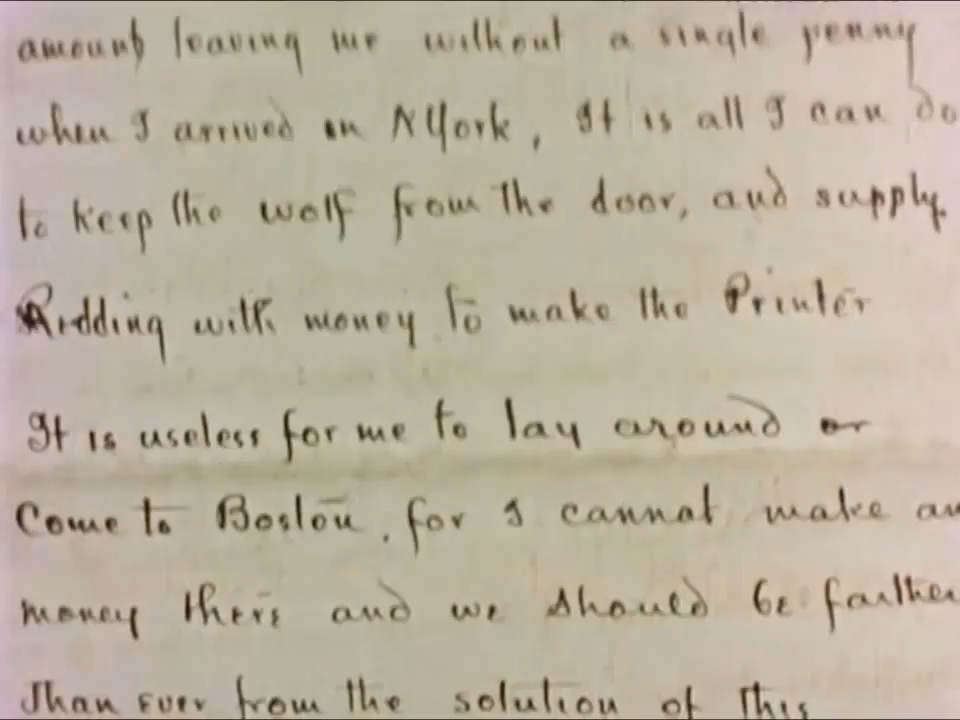 amount leaving me without a single penny
when I arrived in NYork, It is all I can do
to keep the wolf from the door, and supply
Redding with money to make the Printer
It is useless for me to lay around or
Come to Boston, for I cannat make an
money there and we should be farther
Than ever from the solution of this